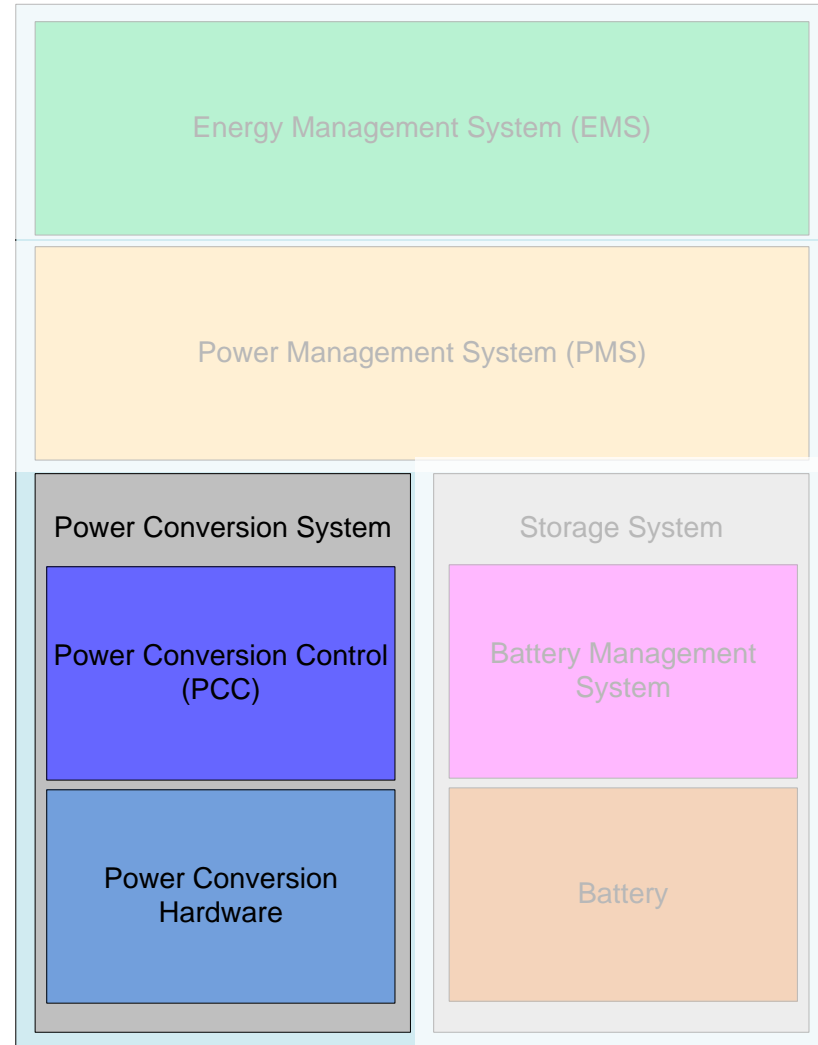 Energy Management System (EMS)
Power Management System (PMS)
Power Conversion System
Power Conversion Control
(PCC)
Power Conversion
Hardware
Storage System
Battery Management
System
Battery